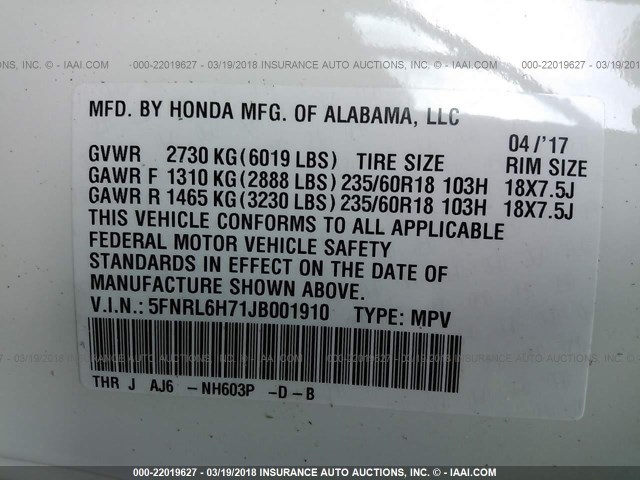 000-22019627 - 03/19/2018 INSURANCE AUTO AUCTIONS, INC. © - IAAI.COM
MFD. BY HONDA MFG. OF ALABAMA, LLC
04/'17
GVWR 2730 KG(6019 LBS) TIRE SIZE RIM SIZE
GAWR F 1310 KG(2888 LBS)235/60R18 103H 18X7.5J
GAWR R 1465 KG(3230 LBS)235/60R18 103H 18X7.5J
THIS VEHICLE CONFORMS TO ALL APPLICABLE
FEDERAL MOTOR VEHICLE SAFETY
STANDARDS IN EFFECT ON THE DATE OF
MANUFACTURE SHOWN ABOVE.
V.I.N.: 5FNRL6H71JB001910 TYPE: MPV
THR J AJ6 -NH603P -D-B
000-22019627 - 03/19/2018 INSURANCE AUTO AUCTIONS, INC. © - IAAI.COM